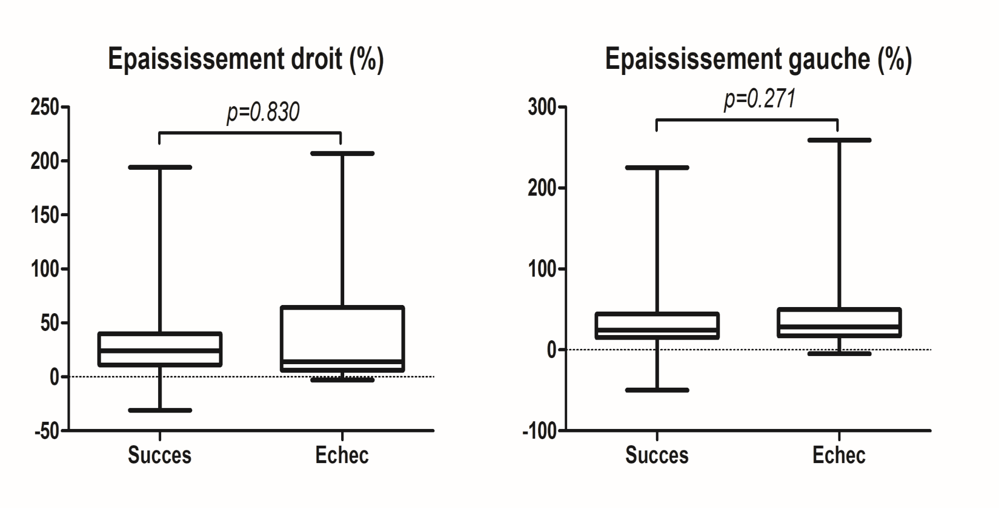 Epaississement droit (%)
p=0.830
250
200
150
100
50
0
-50
Succes
Echec
Epaississement gauche (%)
p=0.271
300
200
100
0
-100
Succes
Echec